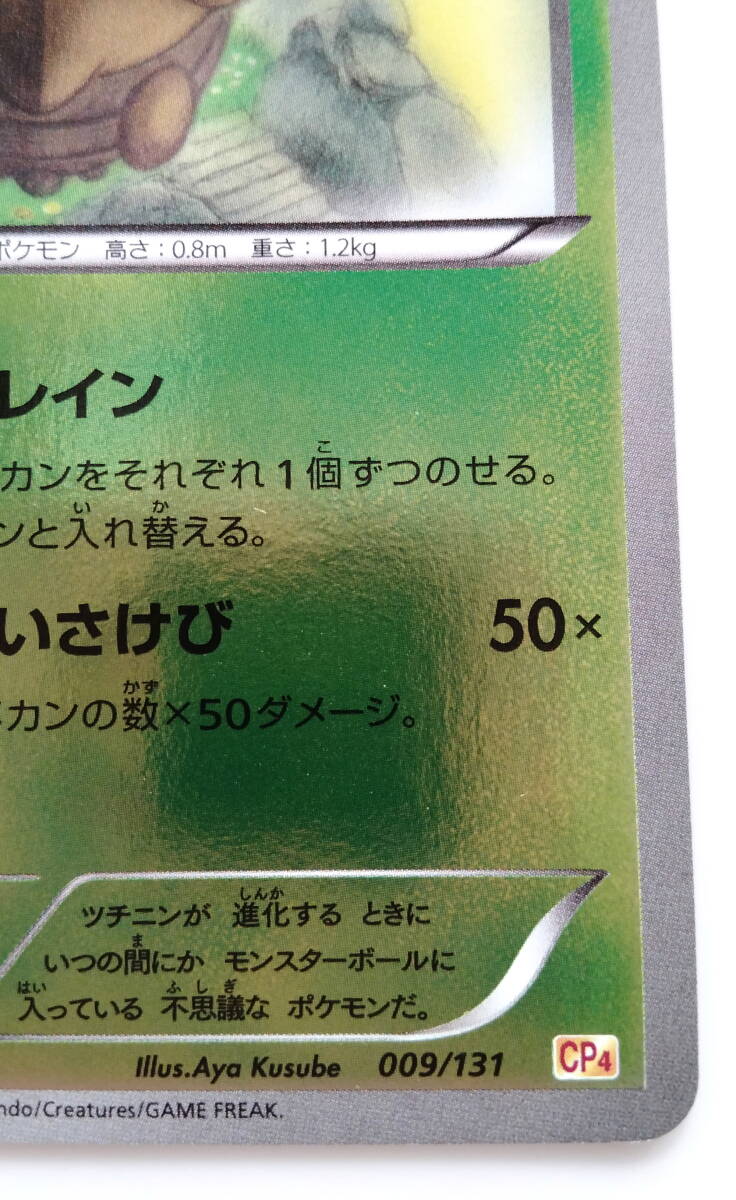 ポケモン 高さ：0.8m 重さ：1.2kg
レイン
カンをそれぞれ1個ずつのせる。
ンと入れ替える。
いさけび 50×
カンの数×50ダメージ。
ツチニンが 進化する ときに
いつの間にか モンスターボールに
入っている 不思議な ポケモンだ。
Illus.Aya Kusube 009/131 CP4
ndo/Creatures/GAME FREAK.